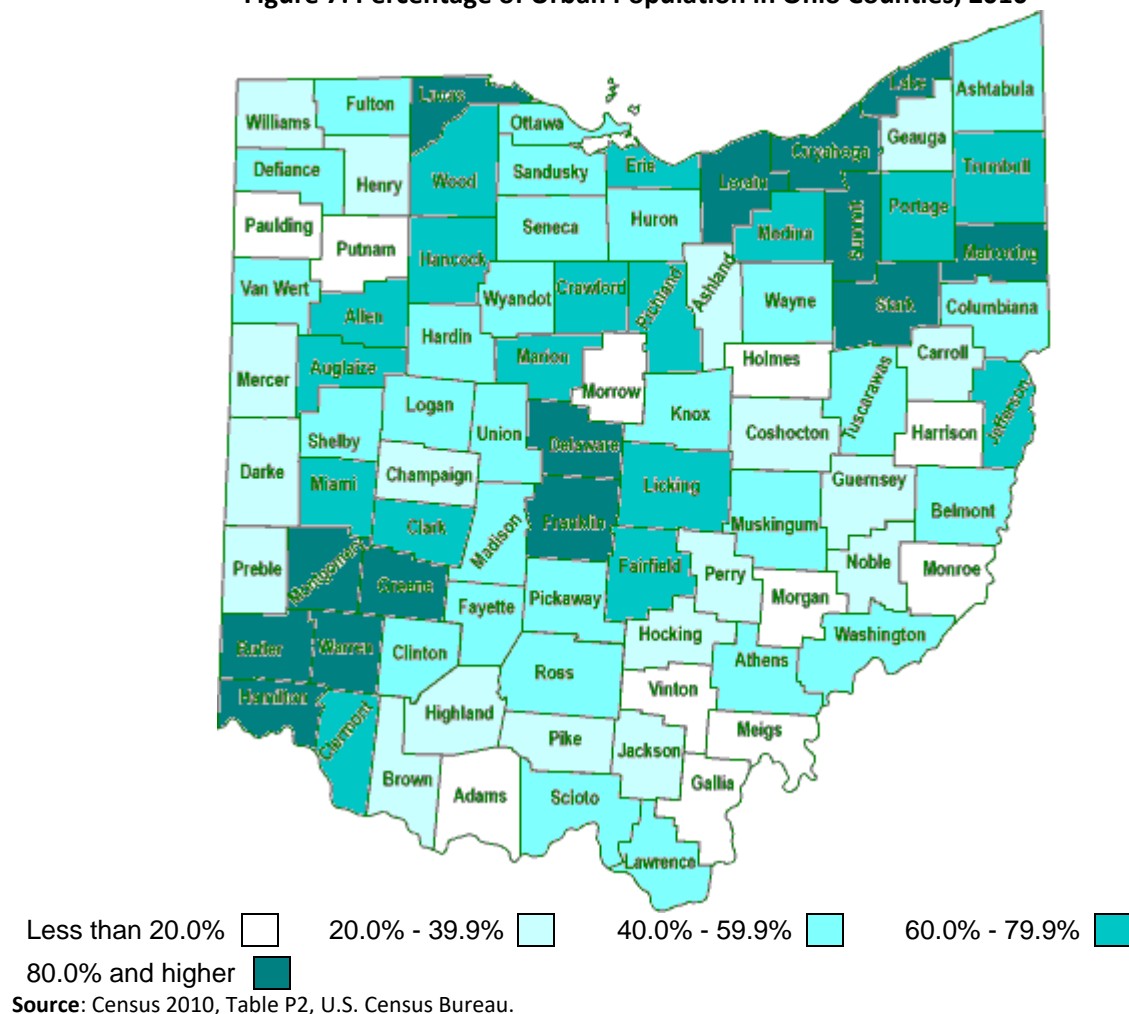 Figure 7: Percentage of Urban Population in Ohio Counties, 2010
Lake
Ashtabula
Lucas
Fulton
Williams
Ottawa
Geauga
Cuyahoga
Erie
Trumbull
Defiance
Henry
Wood
Sandusky
Lorain
Portage
Paulding
Putnam
Seneca
Huron
Medina
Summit
Mahoning
Hancock
Van Wert
Wyandot
Crawford
Richland
Ashland
Wayne
Stark
Columbiana
Allen
Hardin
Marion
Holmes
Carroll
Auglaize
Mercer
Morrow
Tuscarawas
Jefferson
Logan
Union
Knox
Coshocton
Harrison
Shelby
Delaware
Darke
Champaign
Miami
Licking
Guernsey
Belmont
Clark
Madison
Franklin
Muskingum
Preble
Montgomery
Greene
Fairfield
Perry
Noble
Monroe
Fayette
Pickaway
Morgan
Butler
Warren
Clinton
Hocking
Washington
Ross
Athens
Hamilton
Vinton
Clermont
Highland
Pike
Jackson
Meigs
Brown
Adams
Scioto
Gallia
Lawrence
Less than 20.0% 20.0% - 39.9% 40.0% - 59.9% 60.0% - 79.9%
80.0% and higher
Source: Census 2010, Table P2, U.S. Census Bureau.